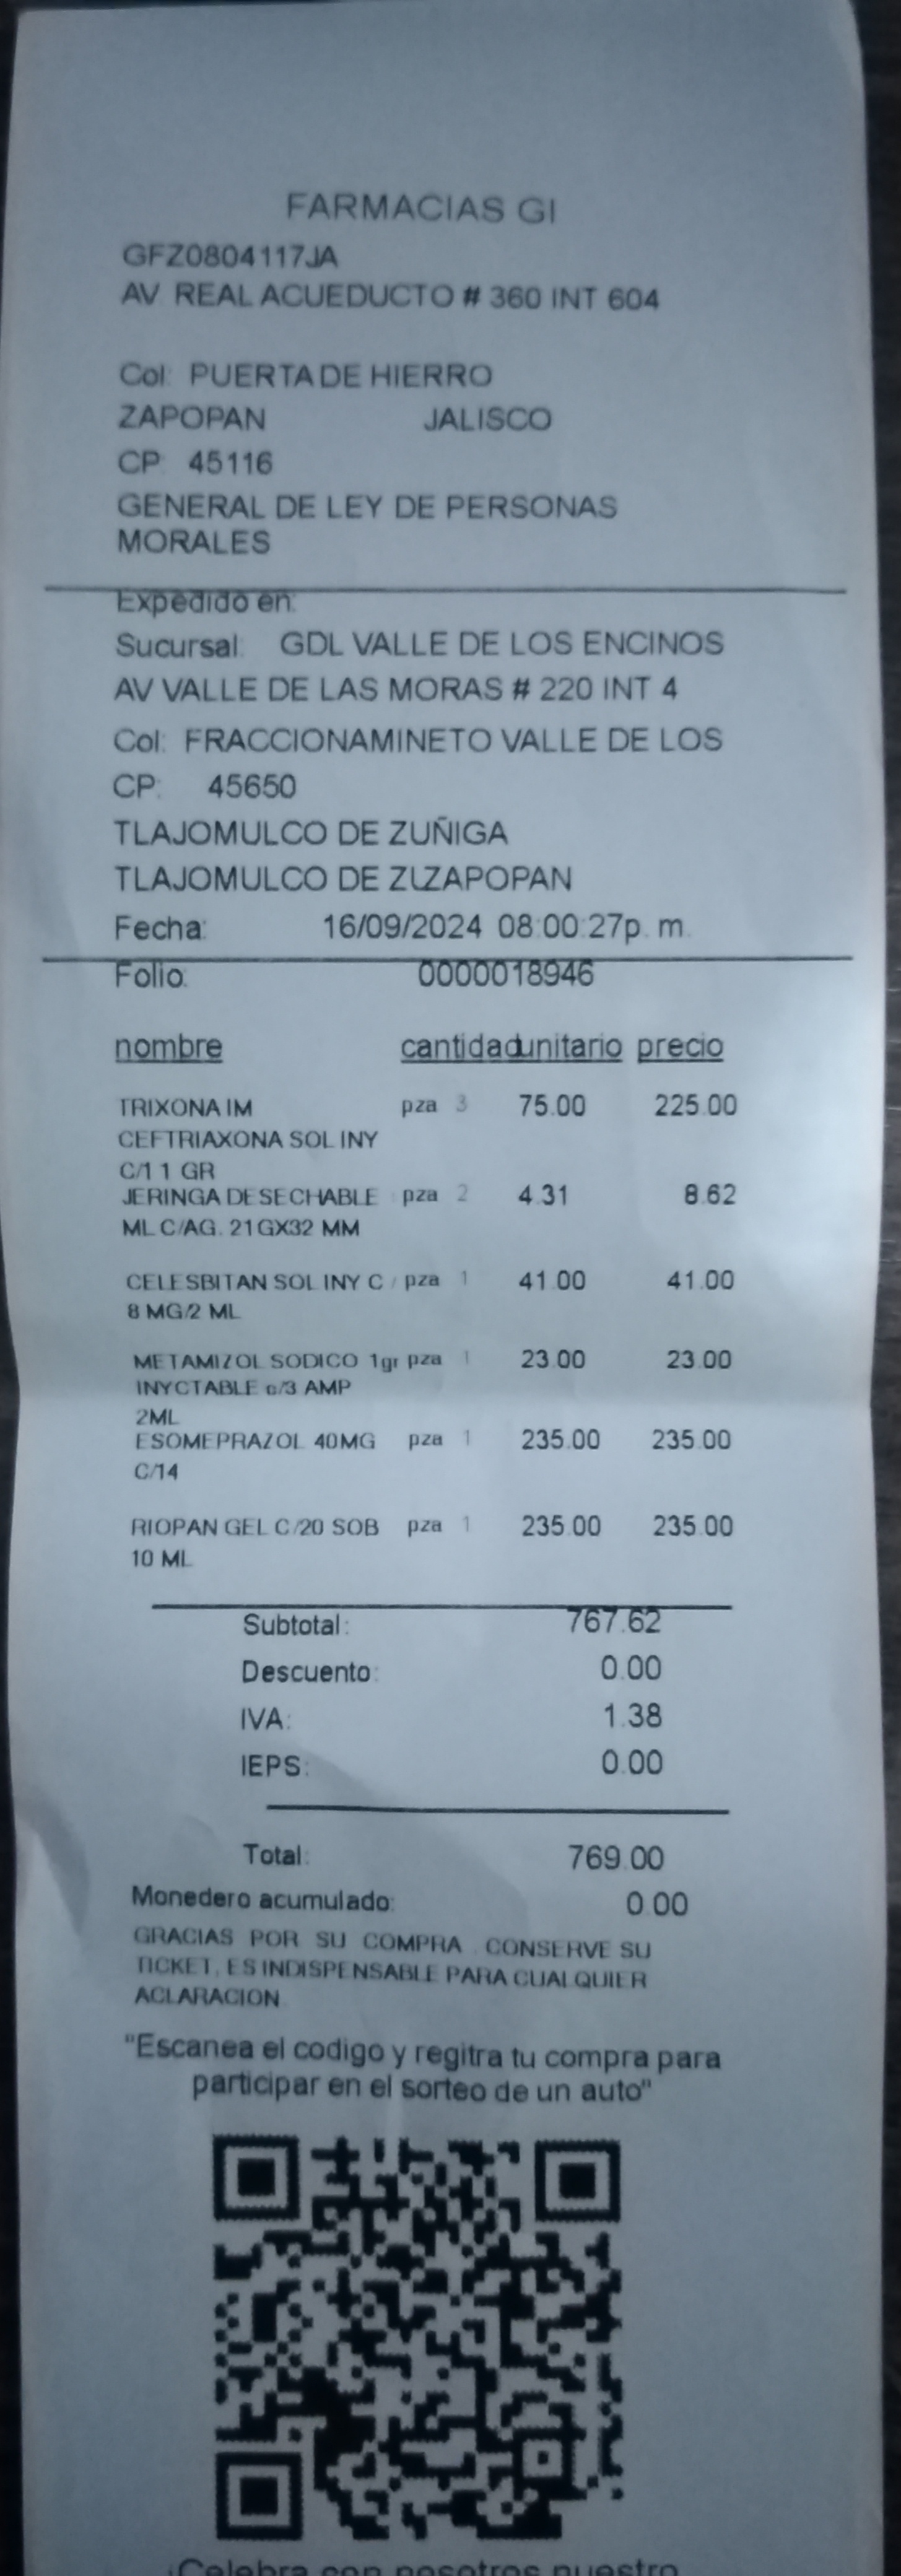 FARMACIAS GI
GFZ0804117JA
AV REAL ACUEDUCTO # 360 INT 604
Col: PUERTA DE HIERRO
ZAPOPAN JALISCO
CP: 45116
GENERAL DE LEY DE PERSONAS
MORALES
Expedido en:
Sucursal: GDL VALLE DE LOS ENCINOS
AV VALLE DE LAS MORAS # 220 INT 4
Col: FRACCIONAMINETO VALLE DE LOS
CP: 45650
TLAJOMULCO DE ZUÑIGA
TLAJOMULCO DE ZUZAPOPAN
Fecha: 16/09/2024 08:00:27p. m.
Folio: 0000018946
nombre cantidad unitario precio
TRIXONA IM pza 3 75.00 225.00
CEFTRIAXONA SOL INY
C/1 1 GR
JERINGA DESECHABLE pza 2 4.31 8.62
ML C/AG. 21GX32 MM
CELESBITAN SOL INY C / pza 1 41.00 41.00
8 MG/2 ML
METAMIZOL SODICO 1gr pza 1 23.00 23.00
INYCTABLE c/3 AMP
2ML
ESOMEPRAZOL 40MG pza 1 235.00 235.00
C/14
RIOPAN GEL C/20 SOB pza 1 235.00 235.00
10 ML
Subtotal: 767.62
Descuento: 0.00
IVA: 1.38
IEPS: 0.00
Total: 769.00
Monedero acumulado: 0.00
GRACIAS POR SU COMPRA . CONSERVE SU
TICKET, ES INDISPENSABLE PARA CUALQUIER
ACLARACION
"Escanea el codigo y regitra tu compra para
participar en el sorteo de un auto"
¡Celebra con nosotros nuestro